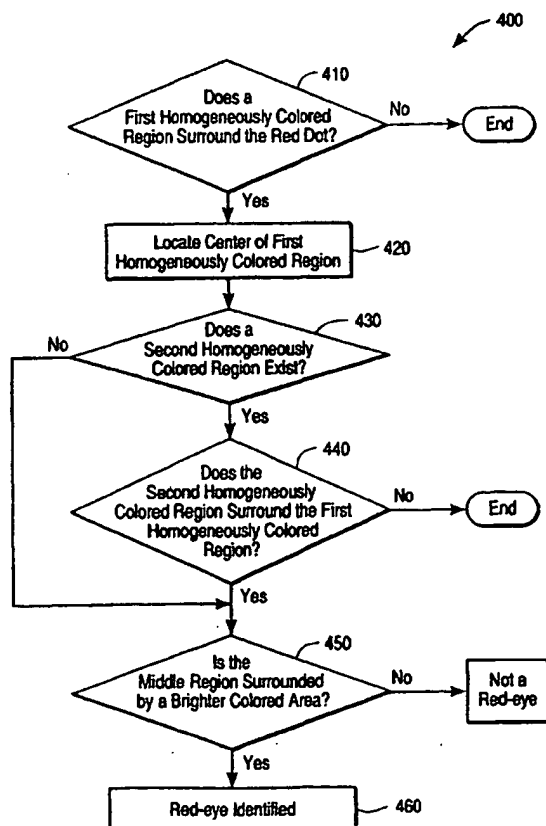 400
410
Does a
First Homogeneously Colored
Region Surround the Red Dot?
No
End
Yes
Locate Center of First
Homogeneously Colored Region
420
430
Does a
Second Homogeneously
Colored Region Exist?
No
Yes
440
Does the
Second Homogeneously
Colored Region Surround the First
Homogeneously Colored
Region?
No
End
Yes
450
Is the
Middle Region Surrounded
by a Brighter Colored Area?
No
Not a
Red-eye
Yes
Red-eye Identified
460